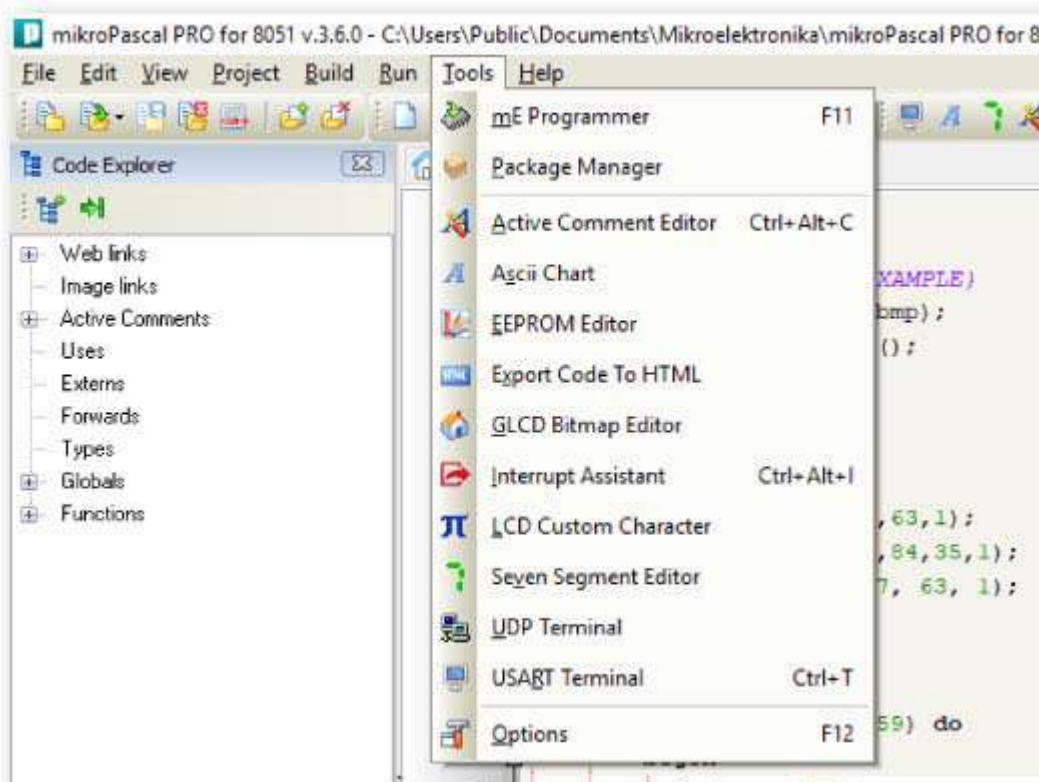 mikroPascal PRO for 8051 v.3.6.0 - C:\Users\Public\Documents\Mikroelektronika\mikroPascal PRO for 8
File Edit View Project Build Run Tools Help
Code Explorer
Web links
Image links
Active Comments
Uses
Externs
Forwards
Types
Globals
Functions
mE Programmer F11
Package Manager
Active Comment Editor Ctrl+Alt+C
Ascii Chart
EEPROM Editor
Export Code To HTML
GLCD Bitmap Editor
Interrupt Assistant Ctrl+Alt+I
LCD Custom Character
Seven Segment Editor
UDP Terminal
USART Terminal Ctrl+T
Options F12
XAMPLE)
bmp);
();
,63,1);
,84,35,1);
7, 63, 1);
59) do